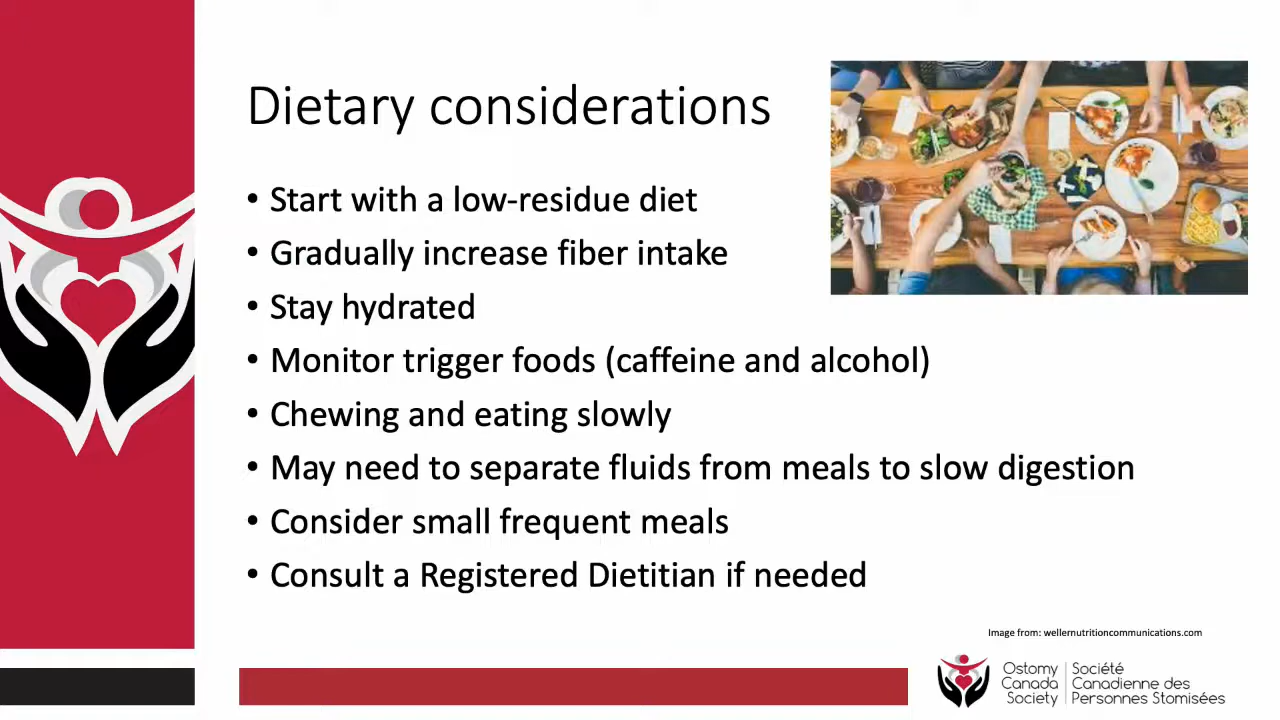 Dietary considerations
• Start with a low-residue diet
• Gradually increase fiber intake
• Stay hydrated
• Monitor trigger foods (caffeine and alcohol)
• Chewing and eating slowly
• May need to separate fluids from meals to slow digestion
• Consider small frequent meals
• Consult a Registered Dietitian if needed
Image from: wellernutritioncommunications.com
Ostomy
Canada
Society
Société
Canadienne des
Personnes Stomisées